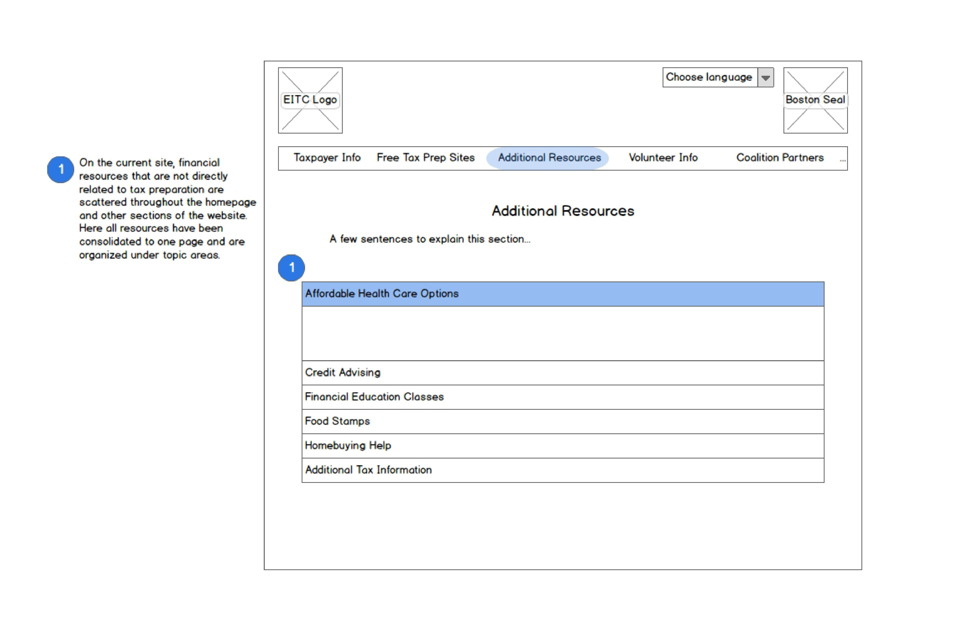 Choose language
EITC Logo
Boston Seal
Taxpayer Info Free Tax Prep Sites Additional Resources Volunteer Info Coalition Partners ...
1
On the current site, financial
resources that are not directly
related to tax preparation are
scattered throughout the homepage
and other sections of the website.
Here all resources have been
consolidated to one page and are
organized under topic areas.
Additional Resources
A few sentences to explain this section...
1
Affordable Health Care Options
Credit Advising
Financial Education Classes
Food Stamps
Homebuying Help
Additional Tax Information